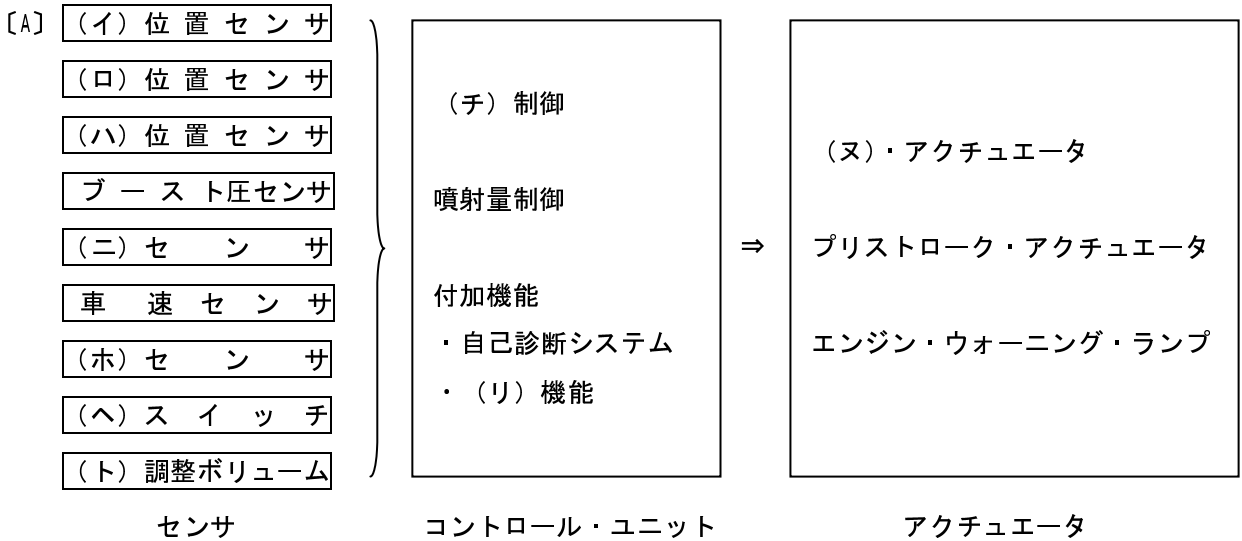 〔A〕
(イ)位置センサ
(ロ)位置センサ
(ハ)位置センサ
ブースト圧センサ
(ニ)センサ
車速センサ
(ホ)センサ
(ヘ)スイッチ
(ト)調整ボリューム
センサ
(チ)制御
噴射量制御
付加機能
・自己診断システム
・(リ)機能
コントロール・ユニット
⇒
(ヌ)・アクチュエータ
プリストローク・アクチュエータ
エンジン・ウォーニング・ランプ
アクチュエータ